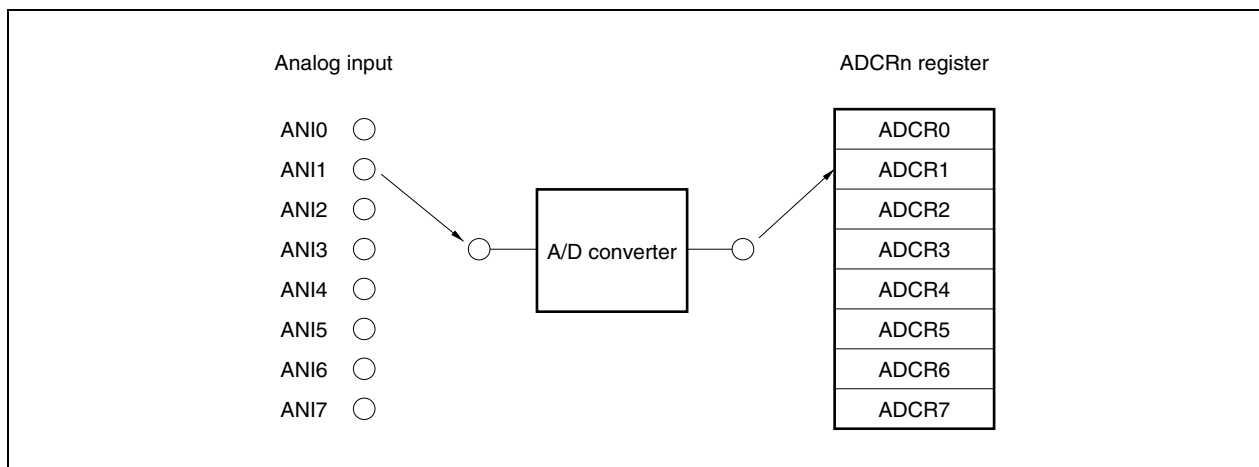 Analog input
ADCRn register
ANI0
ANI1
ANI2
ANI3
ANI4
ANI5
ANI6
ANI7
A/D converter
ADCR0
ADCR1
ADCR2
ADCR3
ADCR4
ADCR5
ADCR6
ADCR7